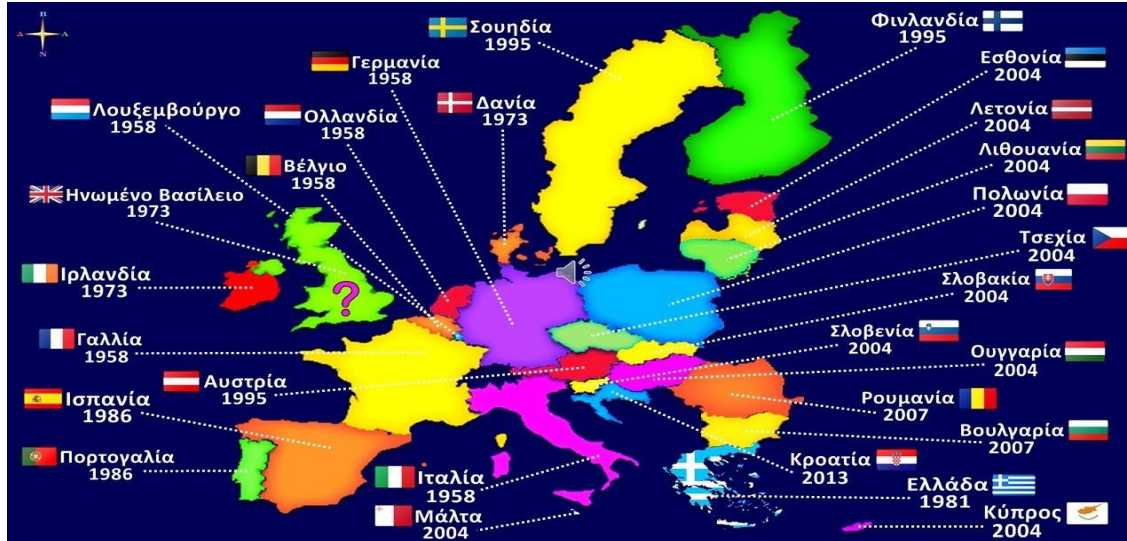 Β
Δ
Α
Ν
Σουηδία
1995
Φινλανδία
1995
Γερμανία
1958
Εσθονία
2004
Λουξεμβούργο
1958
Ολλανδία
1958
Δανία
1973
Λετονία
2004
Λιθουανία
2004
Βέλγιο
1958
Ηνωμένο Βασίλειο
1973
Πολωνία
2004
Τσεχία
2004
Ιρλανδία
1973
?
Σλοβακία
2004
Γαλλία
1958
Σλοβενία
2004
Ουγγαρία
2004
Αυστρία
1995
Ισπανία
1986
Ρουμανία
2007
Βουλγαρία
2007
Πορτογαλία
1986
Ιταλία
1958
Κροατία
2013
Ελλάδα
1981
Μάλτα
2004
Κύπρος
2004